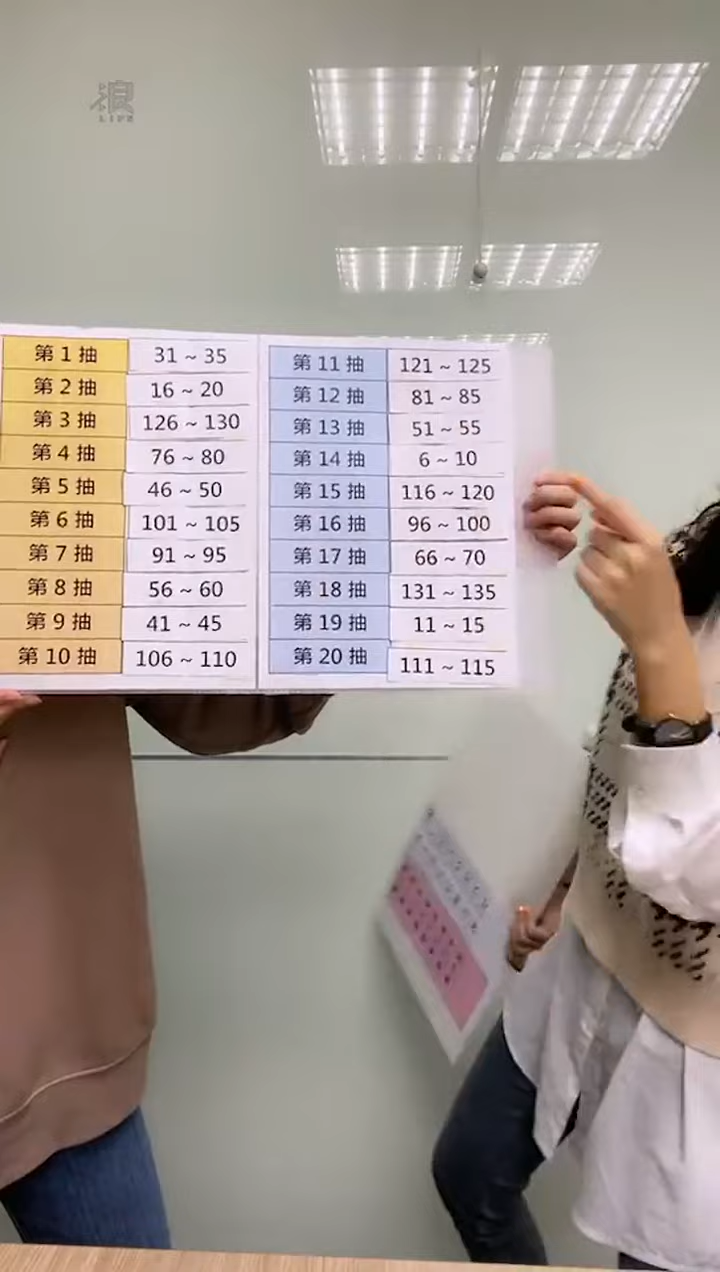 浪
LIFE
第 1 抽 31 ~ 35
第 2 抽 16 ~ 20
第 3 抽 126 ~ 130
第 4 抽 76 ~ 80
第 5 抽 46 ~ 50
第 6 抽 101 ~ 105
第 7 抽 91 ~ 95
第 8 抽 56 ~ 60
第 9 抽 41 ~ 45
第 10 抽 106 ~ 110
第 11 抽 121 ~ 125
第 12 抽 81 ~ 85
第 13 抽 51 ~ 55
第 14 抽 6 ~ 10
第 15 抽 116 ~ 120
第 16 抽 96 ~ 100
第 17 抽 66 ~ 70
第 18 抽 131 ~ 135
第 19 抽 11 ~ 15
第 20 抽 111 ~ 115